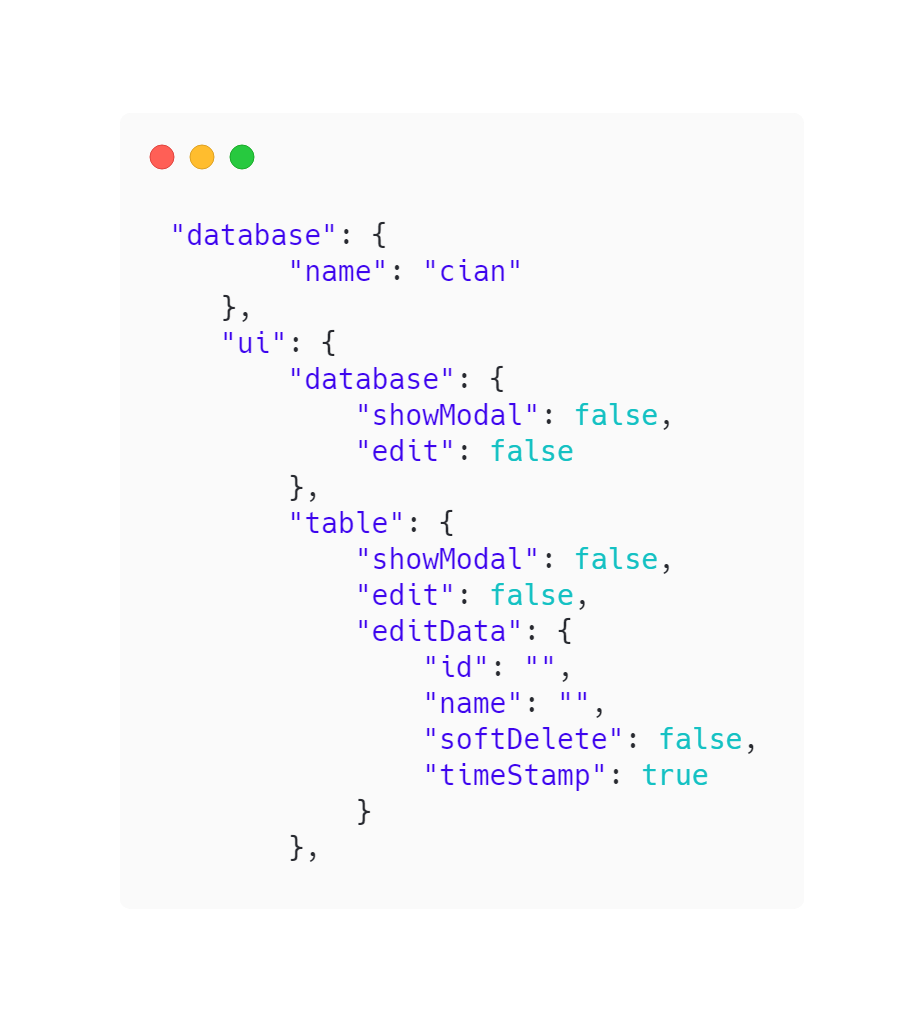 "database": {
"name": "cian"
},
"ui": {
"database": {
"showModal": false,
"edit": false
},
"table": {
"showModal": false,
"edit": false,
"editData": {
"id": "",
"name": "",
"softDelete": false,
"timeStamp": true
}
},